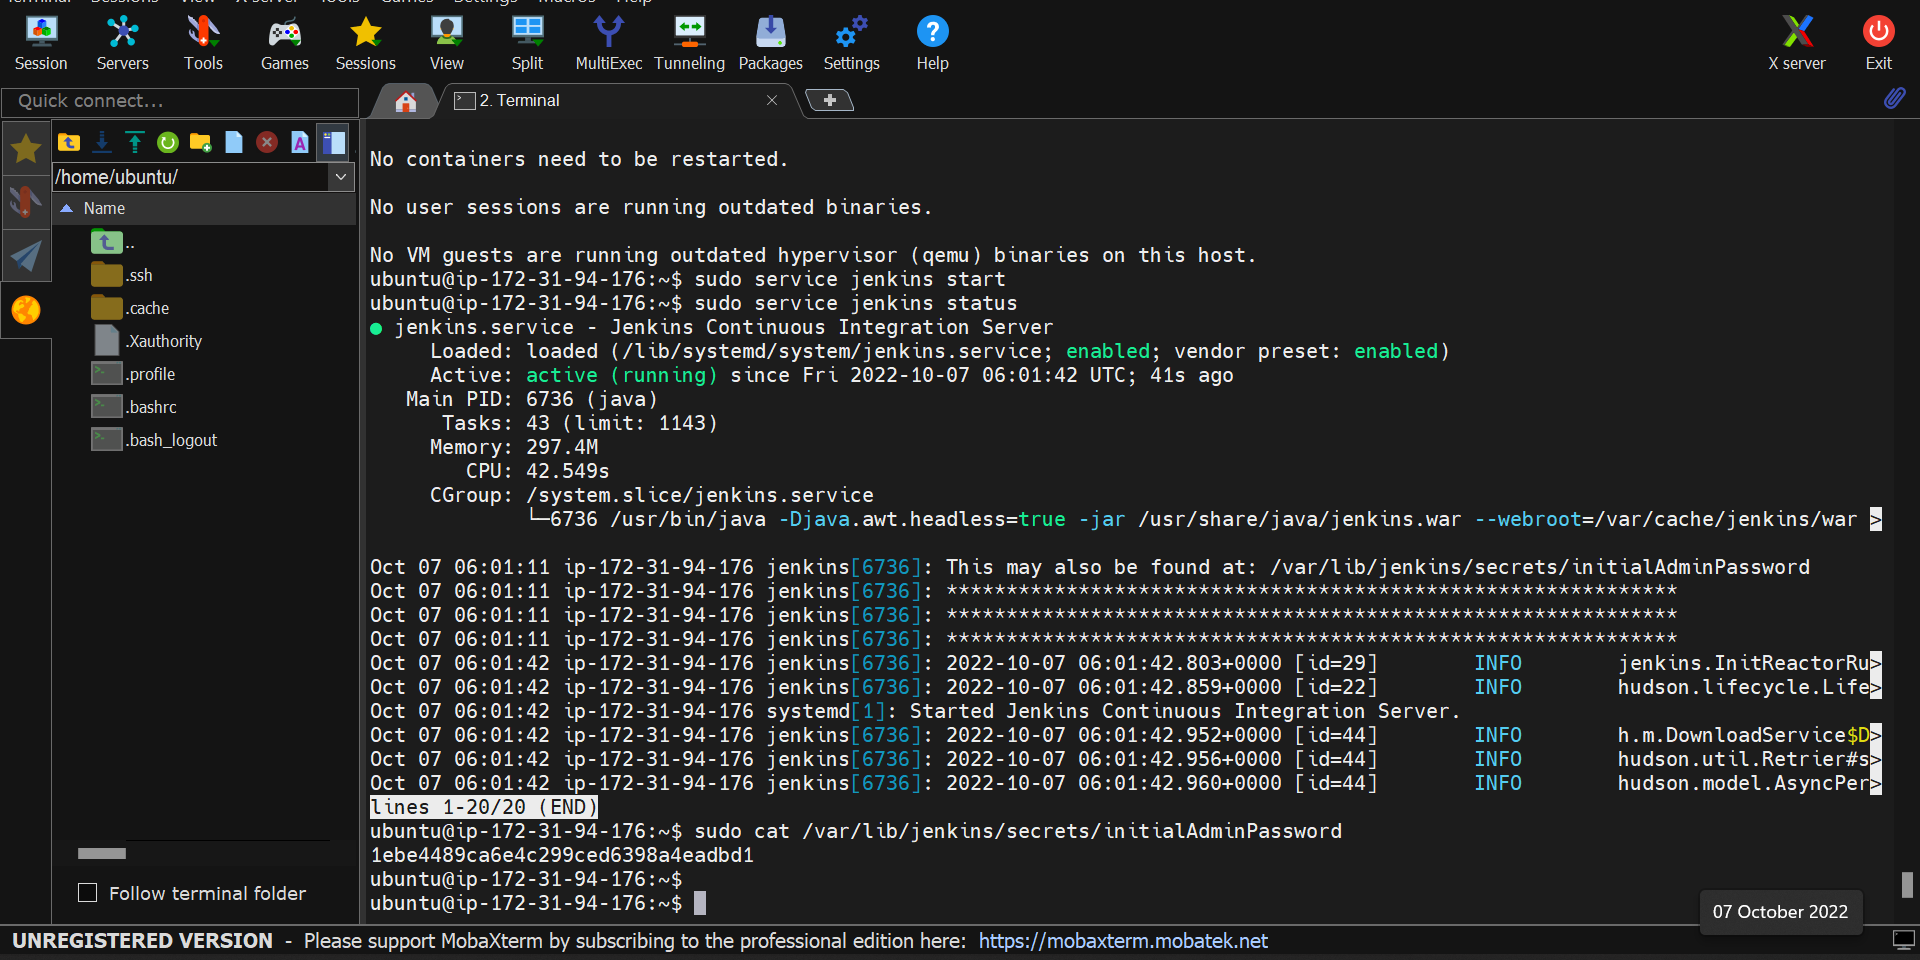 Terminal Sessions View X server Tools Games Settings Macros Help
Session Servers Tools Games Sessions View Split MultiExec Tunneling Packages Settings Help X server Exit
Quick connect...
2. Terminal
/home/ubuntu/
Name
..
.ssh
.cache
.Xauthority
.profile
.bashrc
.bash_logout
Follow terminal folder
No containers need to be restarted.
No user sessions are running outdated binaries.
No VM guests are running outdated hypervisor (qemu) binaries on this host.
ubuntu@ip-172-31-94-176:~$ sudo service jenkins start
ubuntu@ip-172-31-94-176:~$ sudo service jenkins status
● jenkins.service - Jenkins Continuous Integration Server
Loaded: loaded (/lib/systemd/system/jenkins.service; enabled; vendor preset: enabled)
Active: active (running) since Fri 2022-10-07 06:01:42 UTC; 41s ago
Main PID: 6736 (java)
Tasks: 43 (limit: 1143)
Memory: 297.4M
CPU: 42.549s
CGroup: /system.slice/jenkins.service
└─6736 /usr/bin/java -Djava.awt.headless=true -jar /usr/share/java/jenkins.war --webroot=/var/cache/jenkins/war >
Oct 07 06:01:11 ip-172-31-94-176 jenkins[6736]: This may also be found at: /var/lib/jenkins/secrets/initialAdminPassword
Oct 07 06:01:11 ip-172-31-94-176 jenkins[6736]: *************************************************************
Oct 07 06:01:11 ip-172-31-94-176 jenkins[6736]: *************************************************************
Oct 07 06:01:11 ip-172-31-94-176 jenkins[6736]: *************************************************************
Oct 07 06:01:42 ip-172-31-94-176 jenkins[6736]: 2022-10-07 06:01:42.803+0000 [id=29] INFO jenkins.InitReactorRu>
Oct 07 06:01:42 ip-172-31-94-176 jenkins[6736]: 2022-10-07 06:01:42.859+0000 [id=22] INFO hudson.lifecycle.Life>
Oct 07 06:01:42 ip-172-31-94-176 systemd[1]: Started Jenkins Continuous Integration Server.
Oct 07 06:01:42 ip-172-31-94-176 jenkins[6736]: 2022-10-07 06:01:42.952+0000 [id=44] INFO h.m.DownloadService$D>
Oct 07 06:01:42 ip-172-31-94-176 jenkins[6736]: 2022-10-07 06:01:42.956+0000 [id=44] INFO hudson.util.Retrier#s>
Oct 07 06:01:42 ip-172-31-94-176 jenkins[6736]: 2022-10-07 06:01:42.960+0000 [id=44] INFO hudson.model.AsyncPer>
lines 1-20/20 (END)
ubuntu@ip-172-31-94-176:~$ sudo cat /var/lib/jenkins/secrets/initialAdminPassword
1ebe4489ca6e4c299ced6398a4eadbd1
ubuntu@ip-172-31-94-176:~$
ubuntu@ip-172-31-94-176:~$
07 October 2022
UNREGISTERED VERSION - Please support MobaXterm by subscribing to the professional edition here: https://mobaxterm.mobatek.net